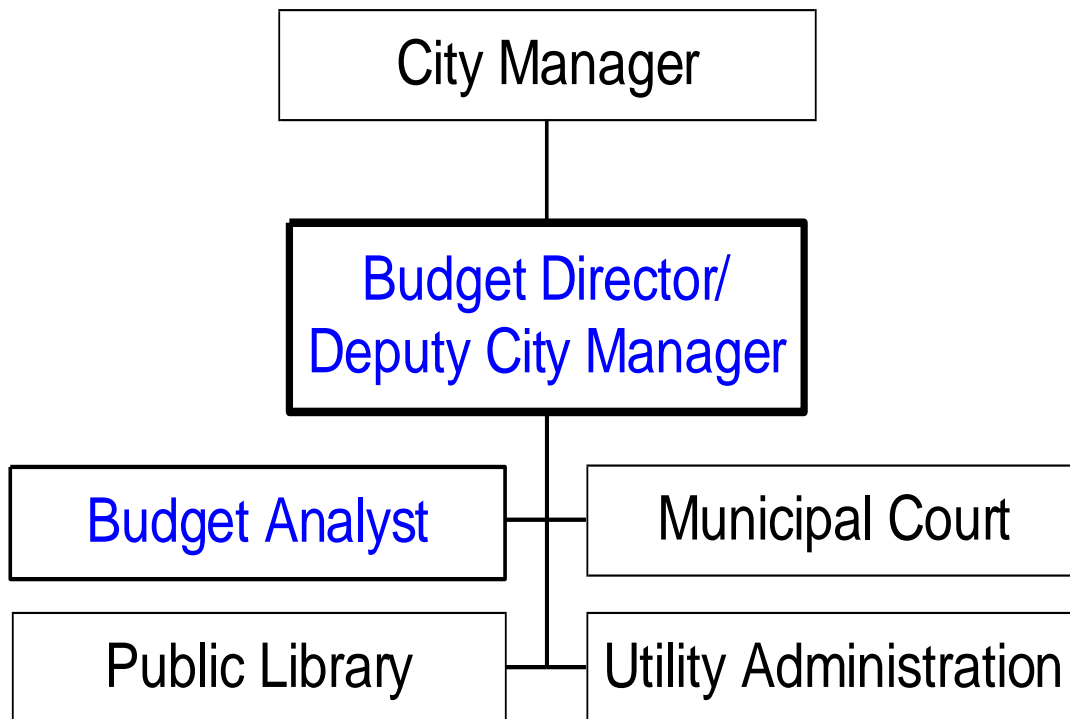 City Manager
Budget Director/
Deputy City Manager
Budget Analyst
Municipal Court
Public Library
Utility Administration